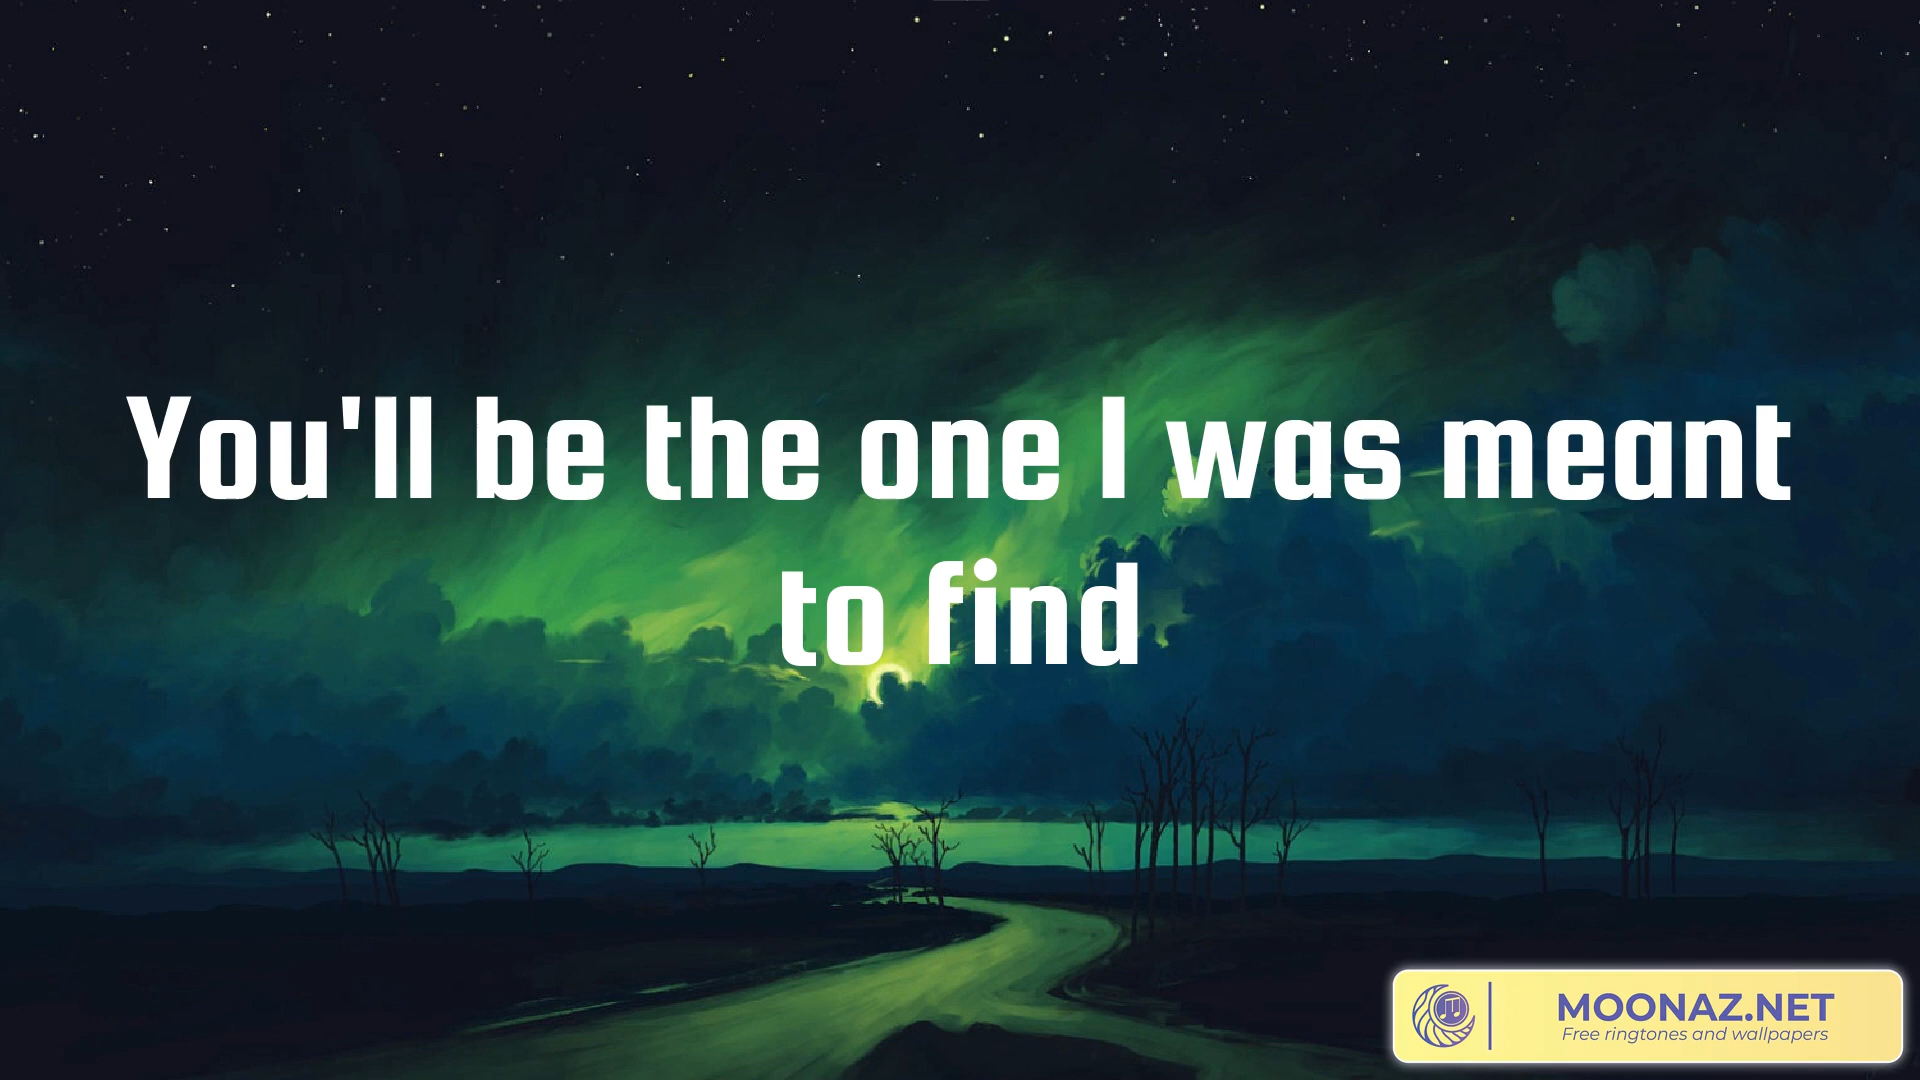 You'll be the one I was meant
to find
MOONAZ.NET
Free ringtones and wallpapers